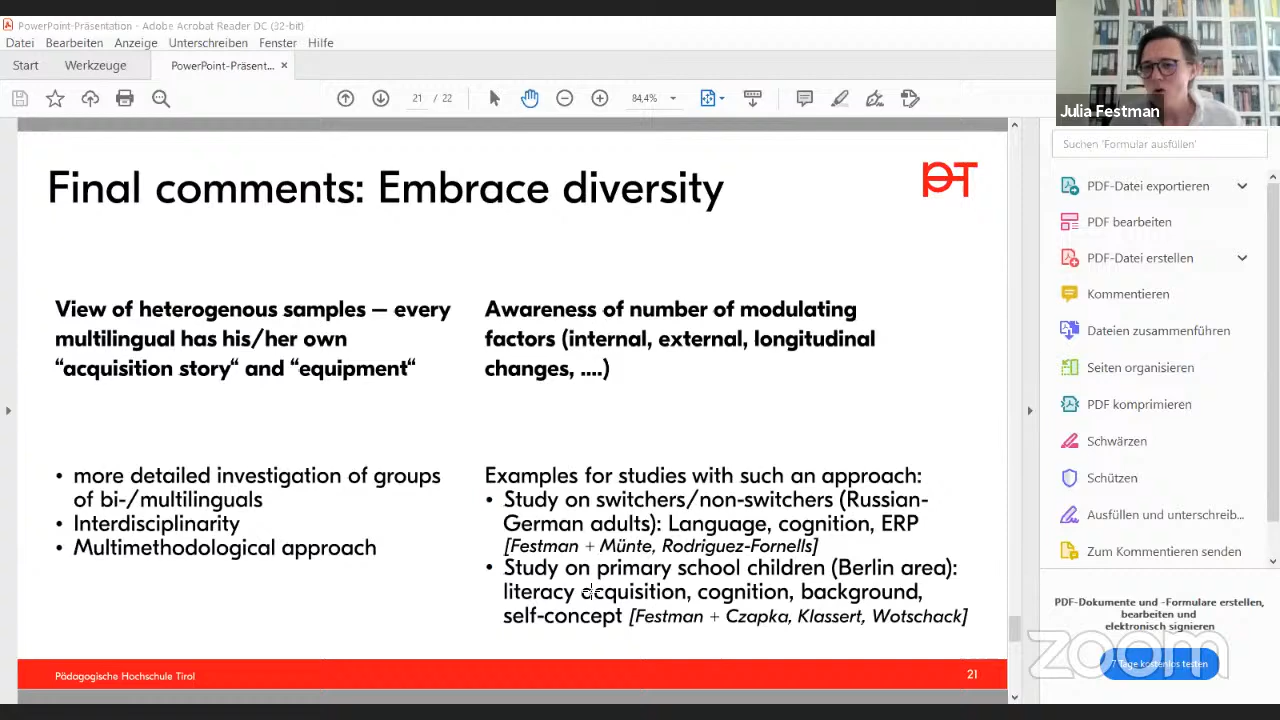 PowerPoint-Präsentation - Adobe Acrobat Reader DC (32-bit)
Datei Bearbeiten Anzeige Unterschreiben Fenster Hilfe
Start Werkzeuge PowerPoint-Präsent... ×
21 / 22 84,4%
Julia Festman
Final comments: Embrace diversity
View of heterogenous samples – every
multilingual has his/her own
“acquisition story“ and “equipment“
• more detailed investigation of groups
of bi-/multilinguals
• Interdisciplinarity
• Multimethodological approach
Awareness of number of modulating
factors (internal, external, longitudinal
changes, ....)
Examples for studies with such an approach:
• Study on switchers/non-switchers (Russian-
German adults): Language, cognition, ERP
[Festman + Münte, Rodriguez-Fornells]
• Study on primary school children (Berlin area):
literacy acquisition, cognition, background,
self-concept [Festman + Czapka, Klassert, Wotschack]
Pädagogische Hochschule Tirol 21
Suchen 'Formular ausfüllen'
PDF-Datei exportieren
PDF bearbeiten
PDF-Datei erstellen
Kommentieren
Dateien zusammenführen
Seiten organisieren
PDF komprimieren
Schwärzen
Schützen
Ausfüllen und unterschreib...
Zum Kommentieren senden
PDF-Dokumente und -Formulare erstellen,
bearbeiten und
elektronisch signieren
7 Tage kostenlos testen
zoom